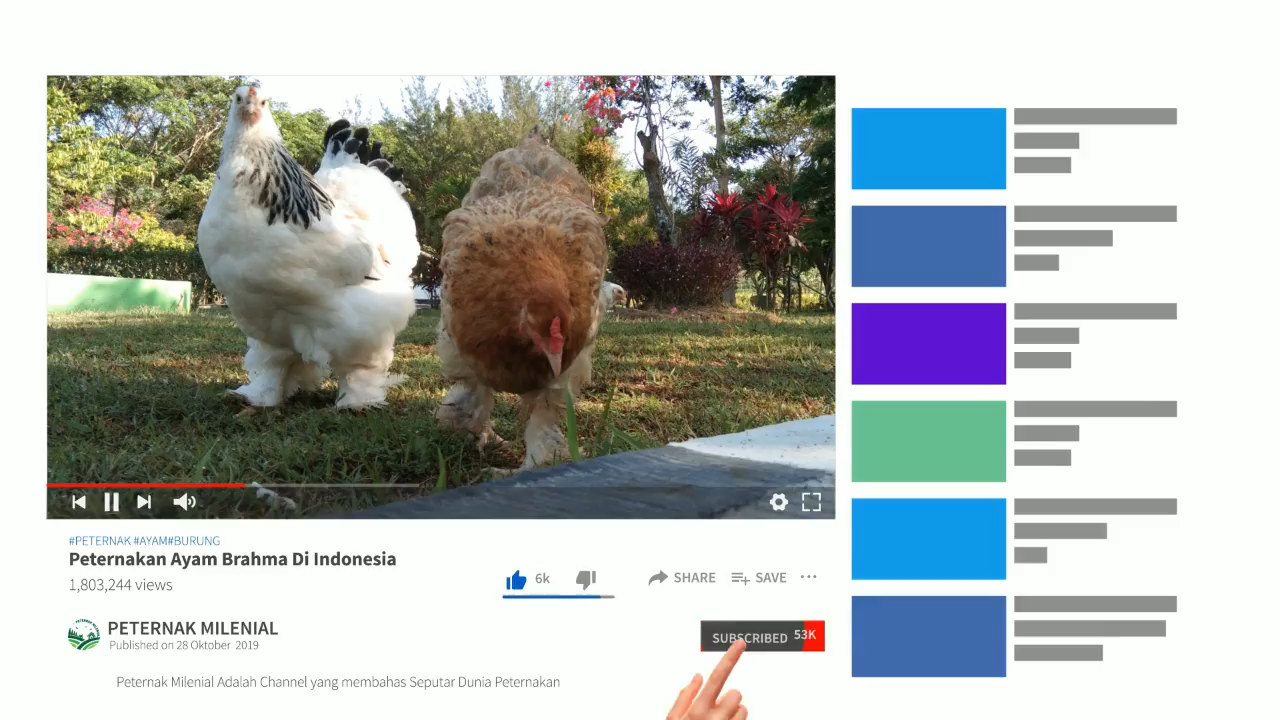 #PETERNAK #AYAM#BURUNG
Peternakan Ayam Brahma Di Indonesia
1,803,244 views
6k
SHARE
SAVE
PETERNAK MILENIAL
Published on 28 Oktober 2019
SUBSCRIBED 53K
Peternak Milenial Adalah Channel yang membahas Seputar Dunia Peternakan